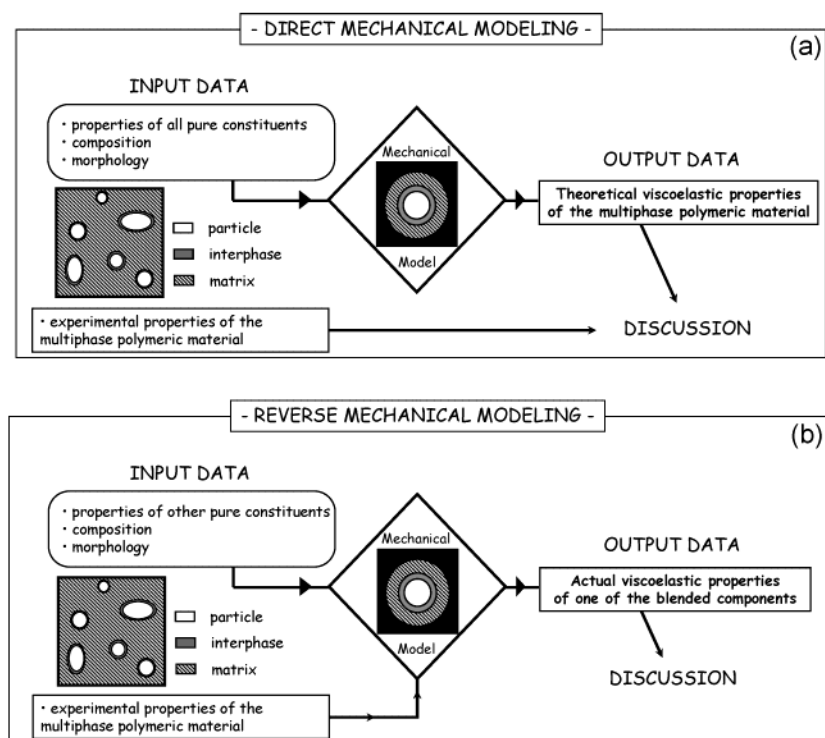 - DIRECT MECHANICAL MODELING -
(a)
INPUT DATA
• properties of all pure constituents
• composition
• morphology
Mechanical
Model
OUTPUT DATA
Theoretical viscoelastic properties
of the multiphase polymeric material
particle
interphase
matrix
• experimental properties of the
multiphase polymeric material
DISCUSSION
- REVERSE MECHANICAL MODELING -
(b)
INPUT DATA
• properties of other pure constituents
• composition
• morphology
Mechanical
Model
OUTPUT DATA
Actual viscoelastic properties
of one of the blended components
particle
interphase
matrix
• experimental properties of the
multiphase polymeric material
DISCUSSION